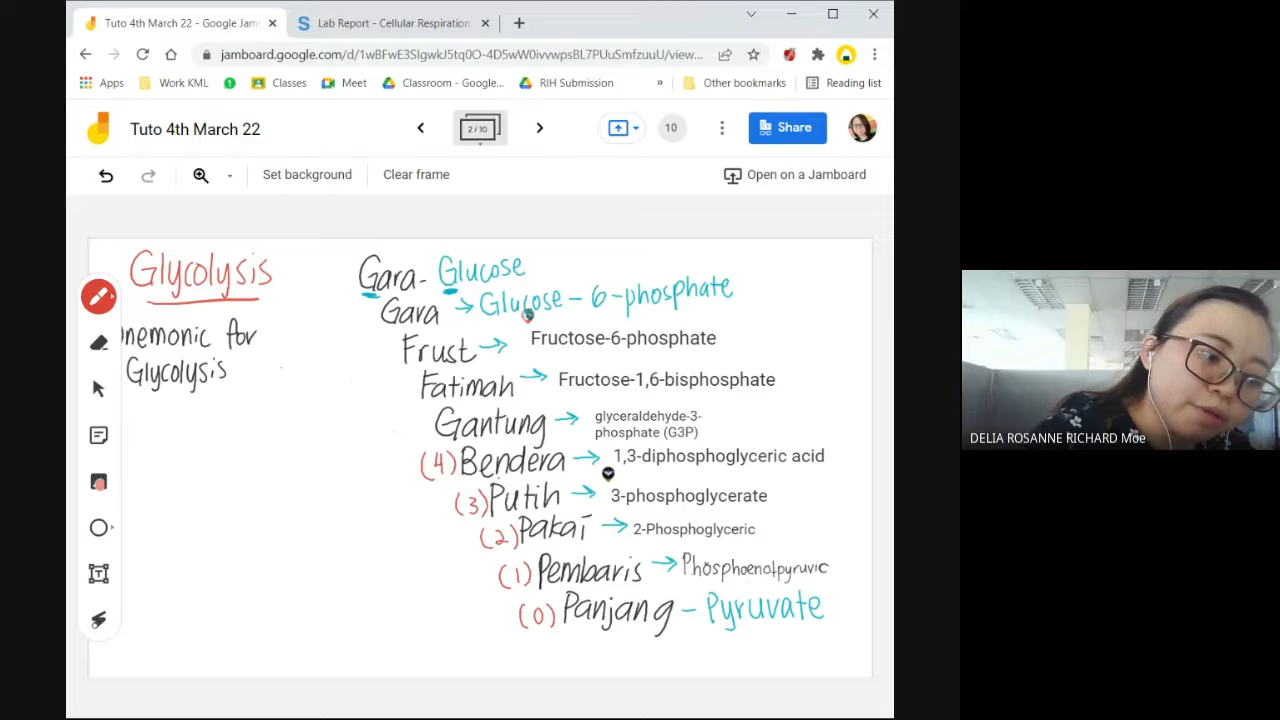 Tuto 4th March 22 - Google Jam
Lab Report - Cellular Respiration
jamboard.google.com/d/
Apps
Work KML
Classes
Meet
Classroom - Google...
RIH Submission
»
Other bookmarks
Reading list
Tuto 4th March 22
2 / 10
10
Share
Set background
Clear frame
Open on a Jamboard
Glycolysis
nemonic for
Glycolysis
Gara - Glucose
Gara → Glucose - 6 - phosphate
Frust → Fructose-6-phosphate
Fatimah → Fructose-1,6-bisphosphate
Gantung → glyceraldehyde-3-
phosphate (G3P)
(4) Bendera → 1,3-diphosphoglyceric acid
(3) Putih → 3-phosphoglycerate
(2) Pakai → 2-Phosphoglyceric
(1) Pembaris → Phosphoenolpyruvic
(0) Panjang - Pyruvate
DELIA ROSANNE RICHARD Moe